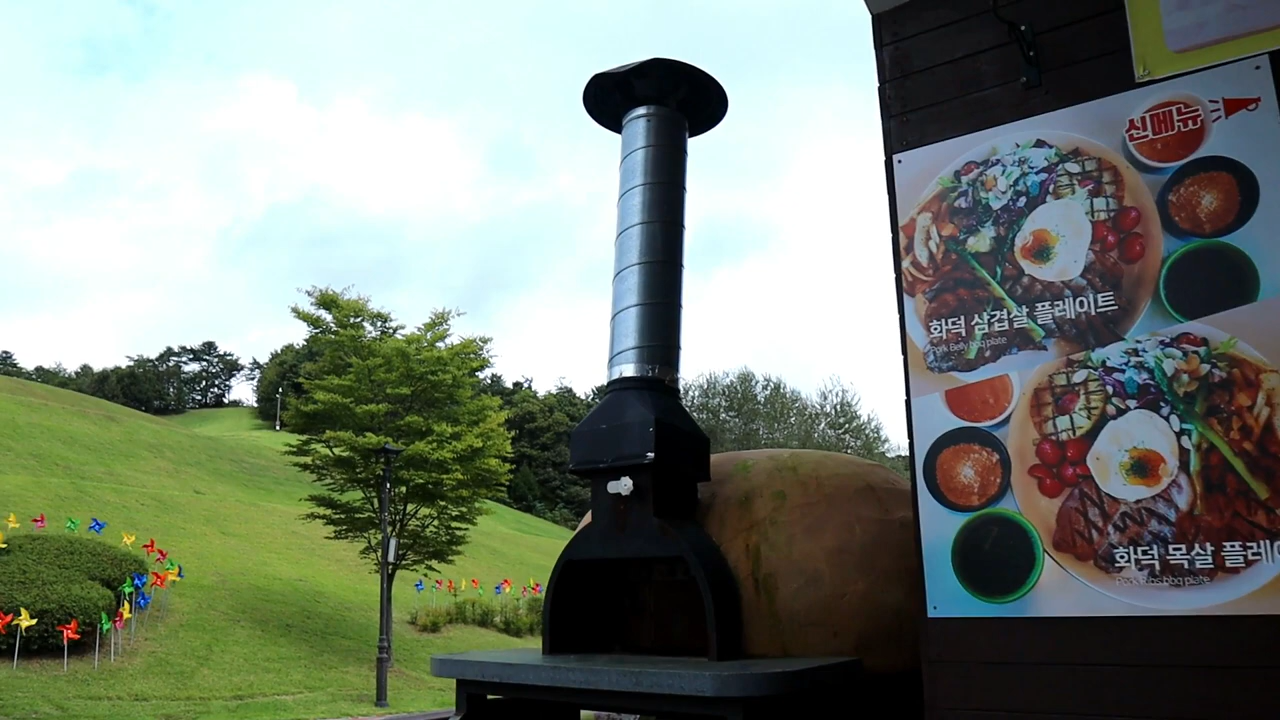 신메뉴
화덕 삼겹살 플레이트
Pork Belly bbq plate
화덕 목살 플레이
Pork Ribs bbq plate